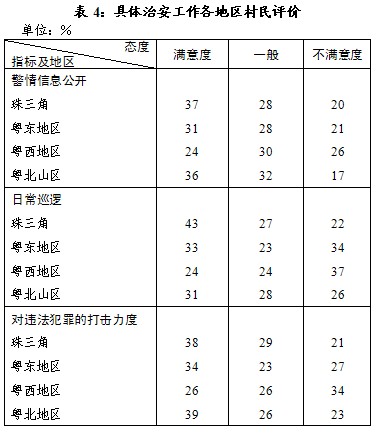 表 4：具体治安工作各地区村民评价
单位：%
态度
指标及地区 满意度 一般 不满意度
警情信息公开
珠三角 37 28 20
粤东地区 31 28 21
粤西地区 24 30 26
粤北山区 36 32 17
日常巡逻
珠三角 43 27 22
粤东地区 33 23 34
粤西地区 24 24 37
粤北山区 31 28 26
对违法犯罪的打击力度
珠三角 38 29 21
粤东地区 34 23 27
粤西地区 26 26 34
粤北地区 39 26 23